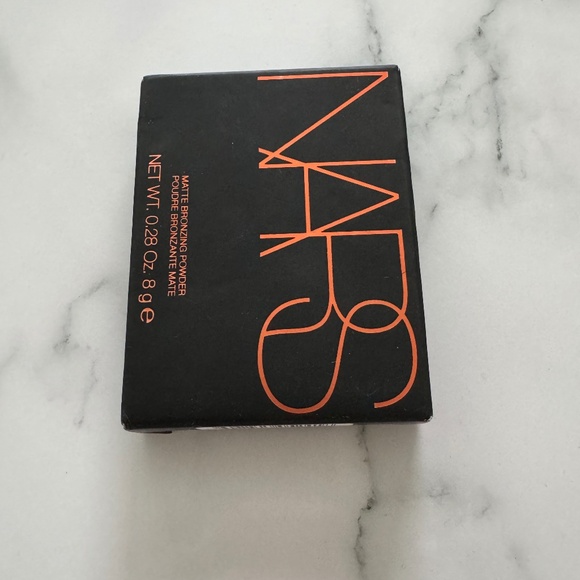 NARS
MATTE BRONZING POWDER
POUDRE BRONZANTE MATE
NET WT. 0.28 Oz. 8 g ℮